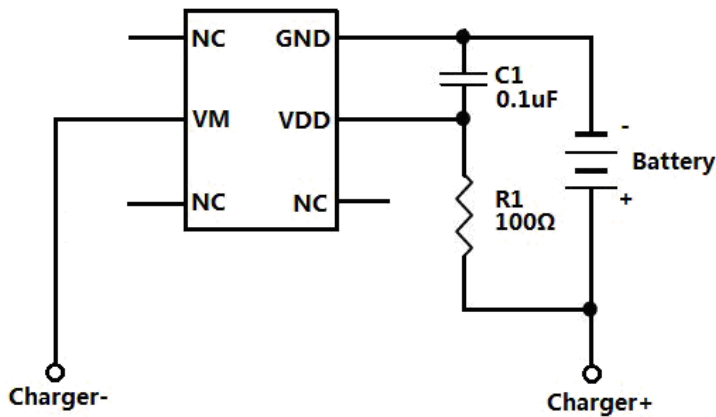 NC GND
C1
0.1uF
VM VDD
-
Battery
+
NC NC
R1
100Ω
Charger-
Charger+